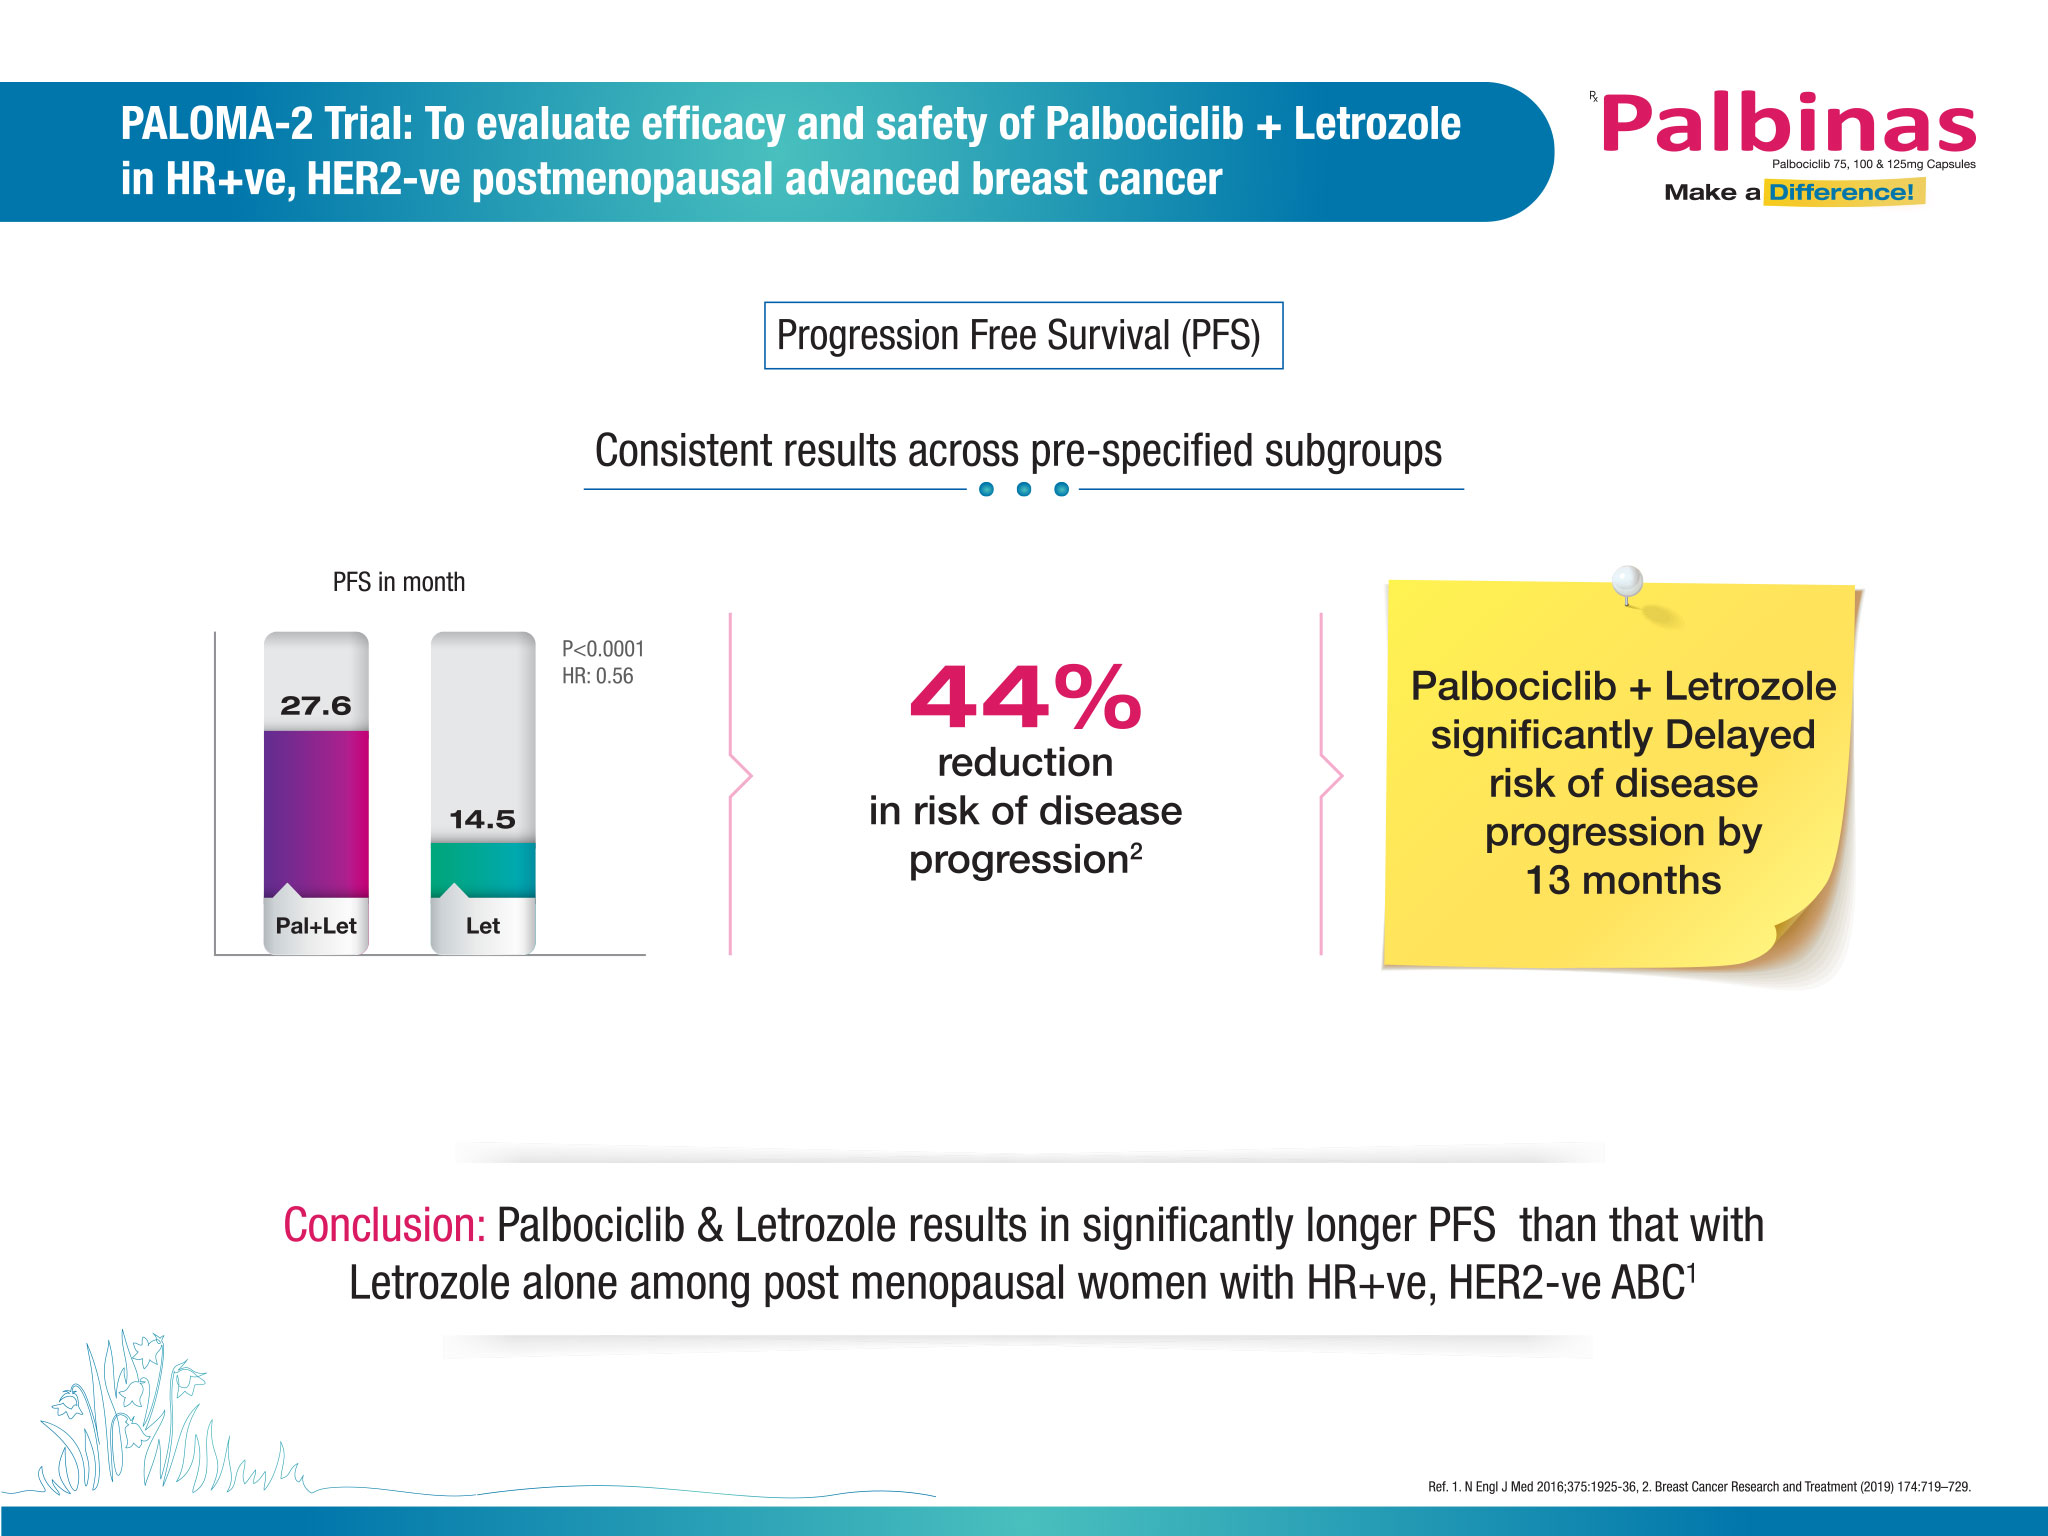 PALOMA-2 Trial: To evaluate efficacy and safety of Palbociclib + Letrozole
in HR+ve, HER2-ve postmenopausal advanced breast cancer
Rx Palbinas
Palbociclib 75, 100 & 125mg Capsules
Make a Difference!
Progression Free Survival (PFS)
Consistent results across pre-specified subgroups
PFS in month
P<0.0001
HR: 0.56
27.6
14.5
Pal+Let
Let
44%
reduction
in risk of disease
progression²
Palbociclib + Letrozole
significantly Delayed
risk of disease
progression by
13 months
Conclusion: Palbociclib & Letrozole results in significantly longer PFS than that with
Letrozole alone among post menopausal women with HR+ve, HER2-ve ABC¹
Ref. 1. N Engl J Med 2016;375:1925-36, 2. Breast Cancer Research and Treatment (2019) 174:719–729.